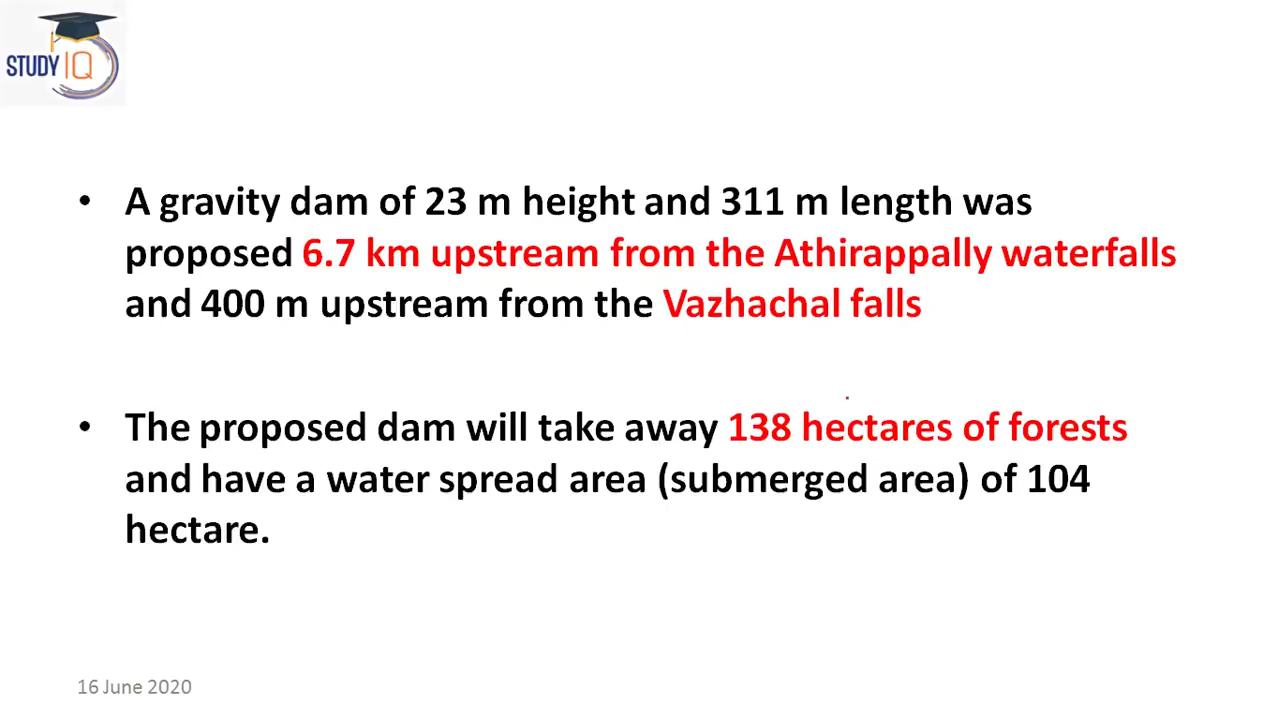 STUDY IQ
• A gravity dam of 23 m height and 311 m length was
proposed 6.7 km upstream from the Athirappally waterfalls
and 400 m upstream from the Vazhachal falls
• The proposed dam will take away 138 hectares of forests
and have a water spread area (submerged area) of 104
hectare.
16 June 2020